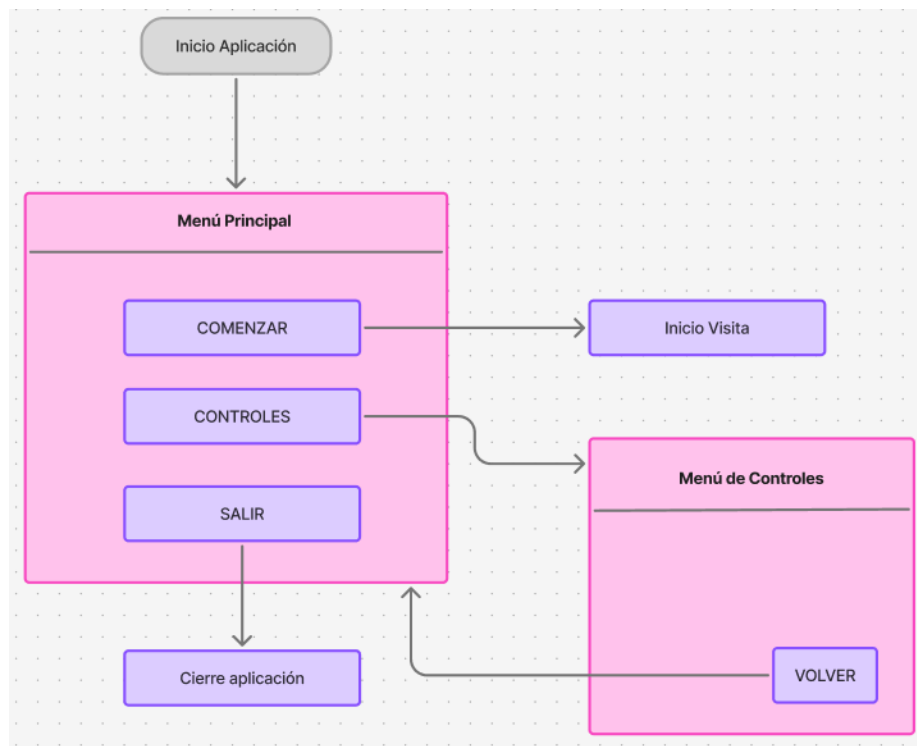 Inicio Aplicación
Menú Principal
COMENZAR
Inicio Visita
CONTROLES
Menú de Controles
SALIR
Cierre aplicación
VOLVER